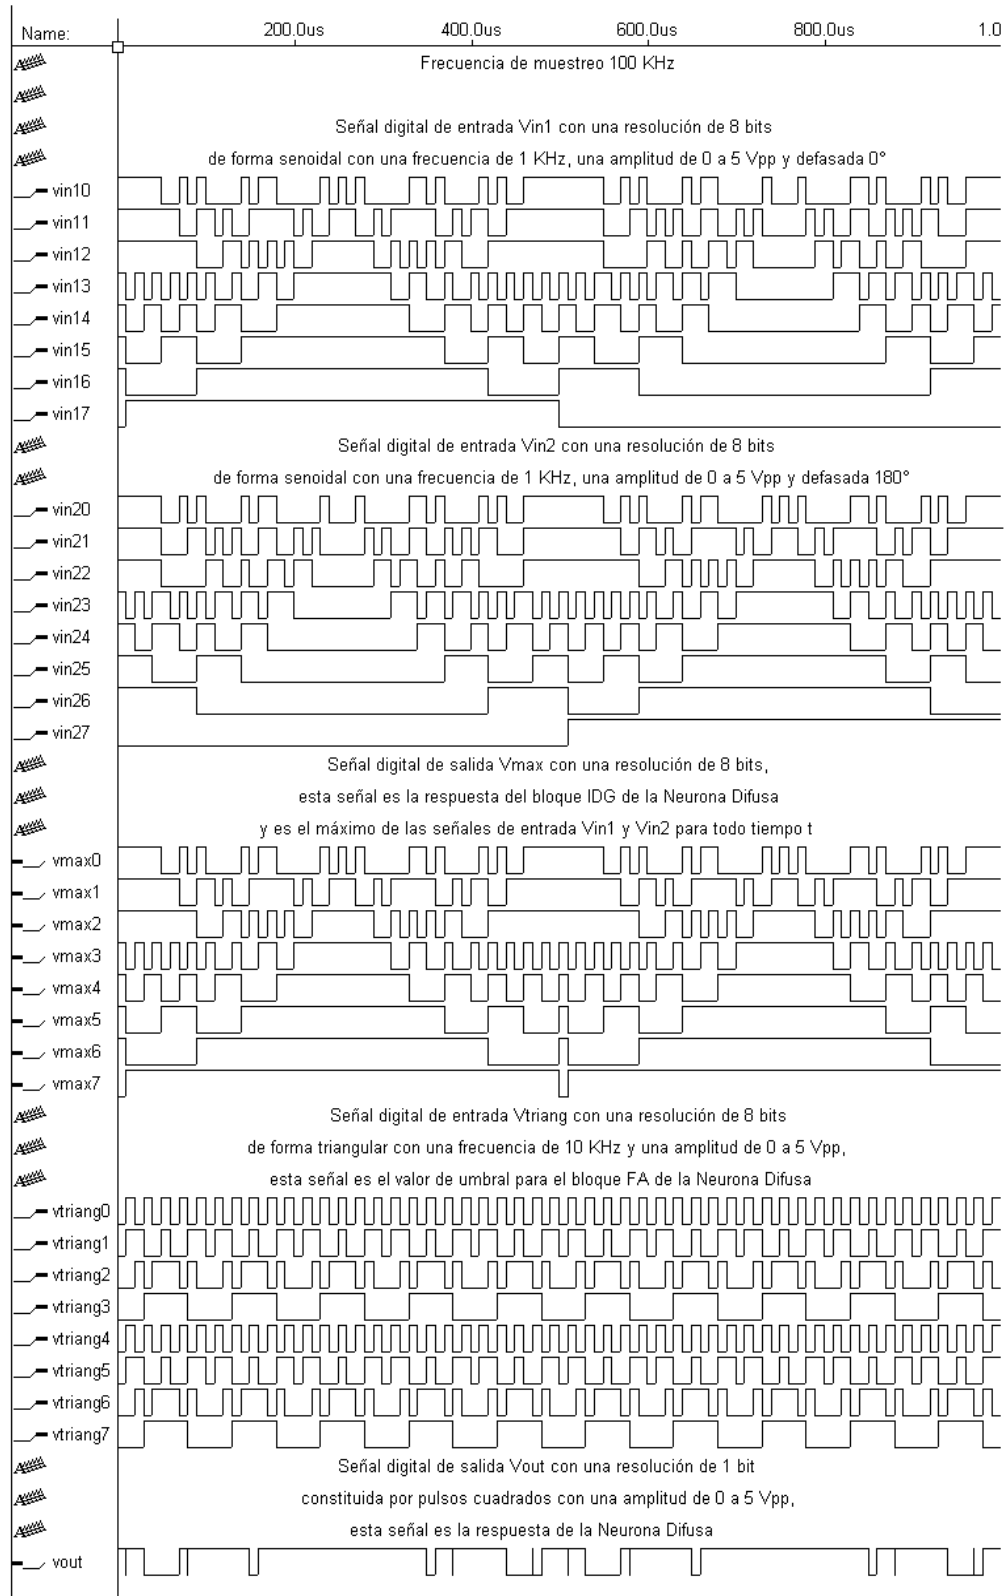 Name:
200.0us 400.0us 600.0us 800.0us 1.0
Frecuencia de muestreo 100 KHz
Señal digital de entrada Vin1 con una resolución de 8 bits
de forma senoidal con una frecuencia de 1 KHz, una amplitud de 0 a 5 Vpp y defasada 0°
vin10
vin11
vin12
vin13
vin14
vin15
vin16
vin17
Señal digital de entrada Vin2 con una resolución de 8 bits
de forma senoidal con una frecuencia de 1 KHz, una amplitud de 0 a 5 Vpp y defasada 180°
vin20
vin21
vin22
vin23
vin24
vin25
vin26
vin27
Señal digital de salida Vmax con una resolución de 8 bits,
esta señal es la respuesta del bloque IDG de la Neurona Difusa
y es el máximo de las señales de entrada Vin1 y Vin2 para todo tiempo t
vmax0
vmax1
vmax2
vmax3
vmax4
vmax5
vmax6
vmax7
Señal digital de entrada Vtriang con una resolución de 8 bits
de forma triangular con una frecuencia de 10 KHz y una amplitud de 0 a 5 Vpp,
esta señal es el valor de umbral para el bloque FA de la Neurona Difusa
vtriang0
vtriang1
vtriang2
vtriang3
vtriang4
vtriang5
vtriang6
vtriang7
Señal digital de salida Vout con una resolución de 1 bit
constituida por pulsos cuadrados con una amplitud de 0 a 5 Vpp,
esta señal es la respuesta de la Neurona Difusa
vout